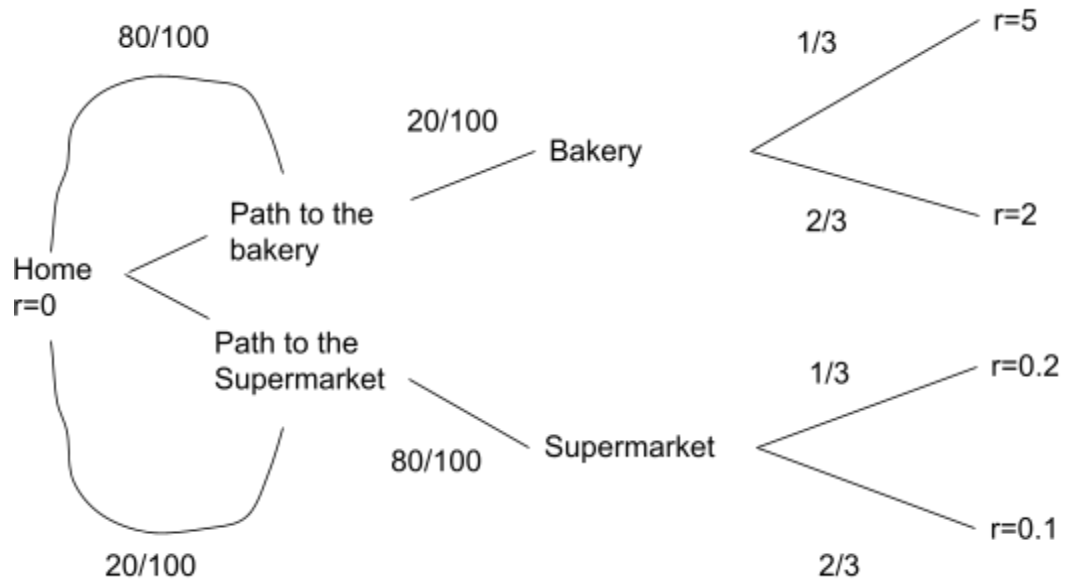 80/100
r=5
1/3
20/100
Bakery
Path to the
bakery
r=2
2/3
Home
r=0
Path to the
Supermarket
r=0.2
1/3
Supermarket
80/100
r=0.1
20/100
2/3